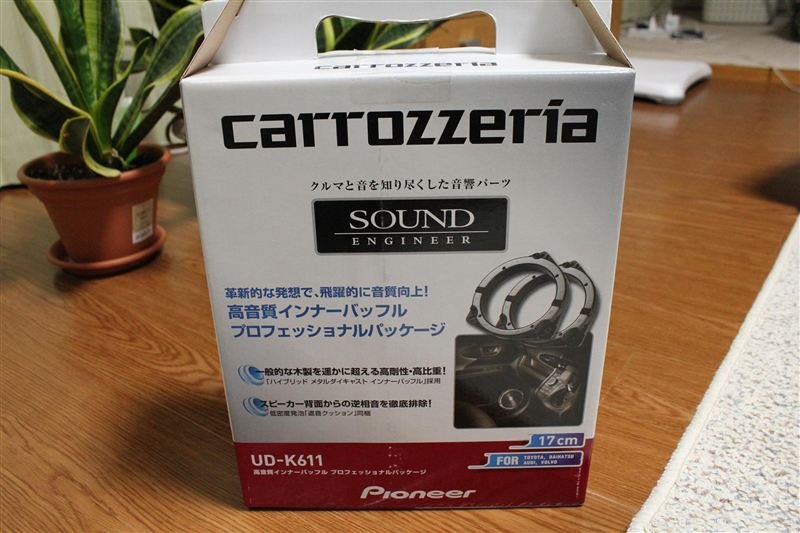 carrozzeria
carrozzeria
クルマと音を知り尽くした音響パーツ
SOUND
ENGINEER
革新的な発想で、飛躍的に音質向上!
高音質インナーバッフル
プロフェッショナルパッケージ
一般的な木製を遥かに超える高剛性・高比重!
「ハイブリッド メタルダイキャスト インナーバッフル」採用
スピーカー背面からの逆相音を徹底排除!
低密度発泡「遮音クッション」同梱
17cm
FOR TOYOTA, DAIHATSU
AUDI, VOLVO
UD-K611
高音質インナーバッフル プロフェッショナルパッケージ
Pioneer